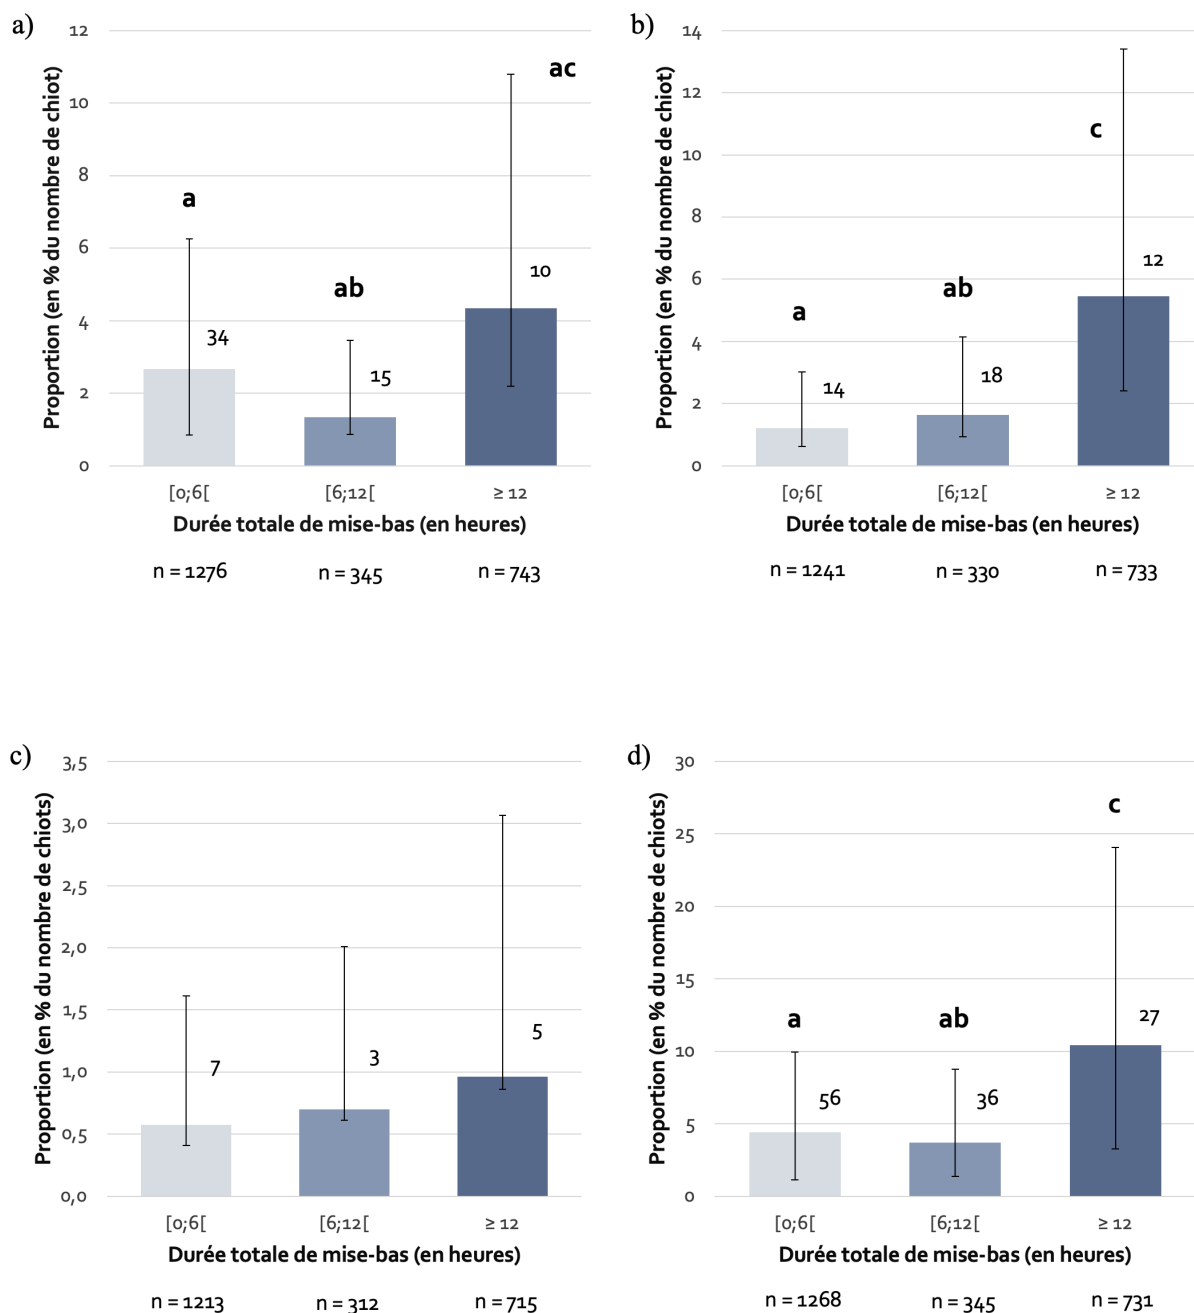 a)
Proportion (en % du nombre de chiot)
12
10
8
6
4
2
0
a
ab
ac
34
15
10
[0;6[ [6;12[ ≥ 12
Durée totale de mise-bas (en heures)
n = 1276 n = 345 n = 743
b)
Proportion (en % du nombre de chiot)
14
12
10
8
6
4
2
0
a
ab
c
14
18
12
[0;6[ [6;12[ ≥ 12
Durée totale de mise-bas (en heures)
n = 1241 n = 330 n = 733
c)
Proportion (en % du nombre de chiots)
3,5
3,0
2,5
2,0
1,5
1,0
0,5
0,0
7
3
5
[0;6[ [6;12[ ≥ 12
Durée totale de mise-bas (en heures)
n = 1213 n = 312 n = 715
d)
Proportion (en % du nombre de chiots)
30
25
20
15
10
5
0
a
ab
c
56
36
27
[0;6[ [6;12[ ≥ 12
Durée totale de mise-bas (en heures)
n = 1268 n = 345 n = 731